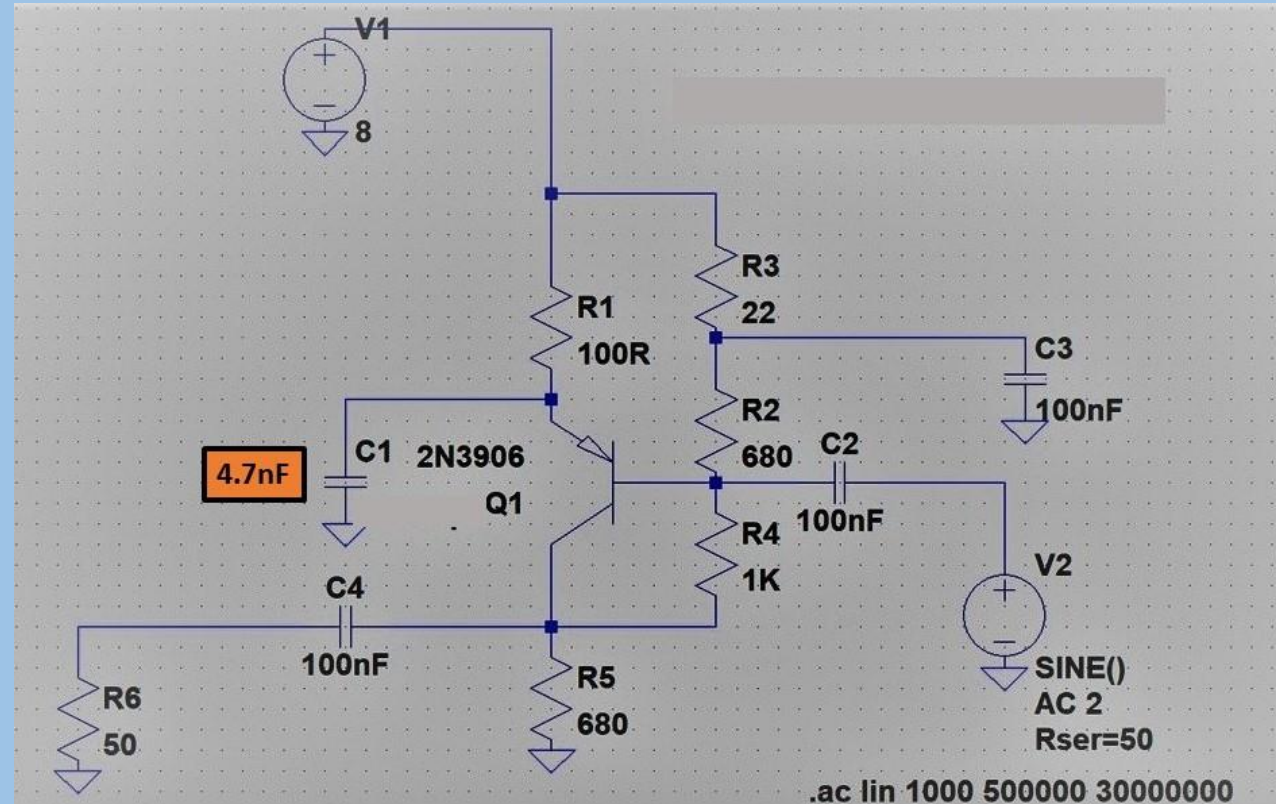 V1
8
R3
22
R1
100R
C3
100nF
R2
680
C2
100nF
4.7nF
C1
2N3906
Q1
R4
1K
V2
SINE()
AC 2
Rser=50
C4
100nF
R5
680
R6
50
.ac lin 1000 500000 30000000